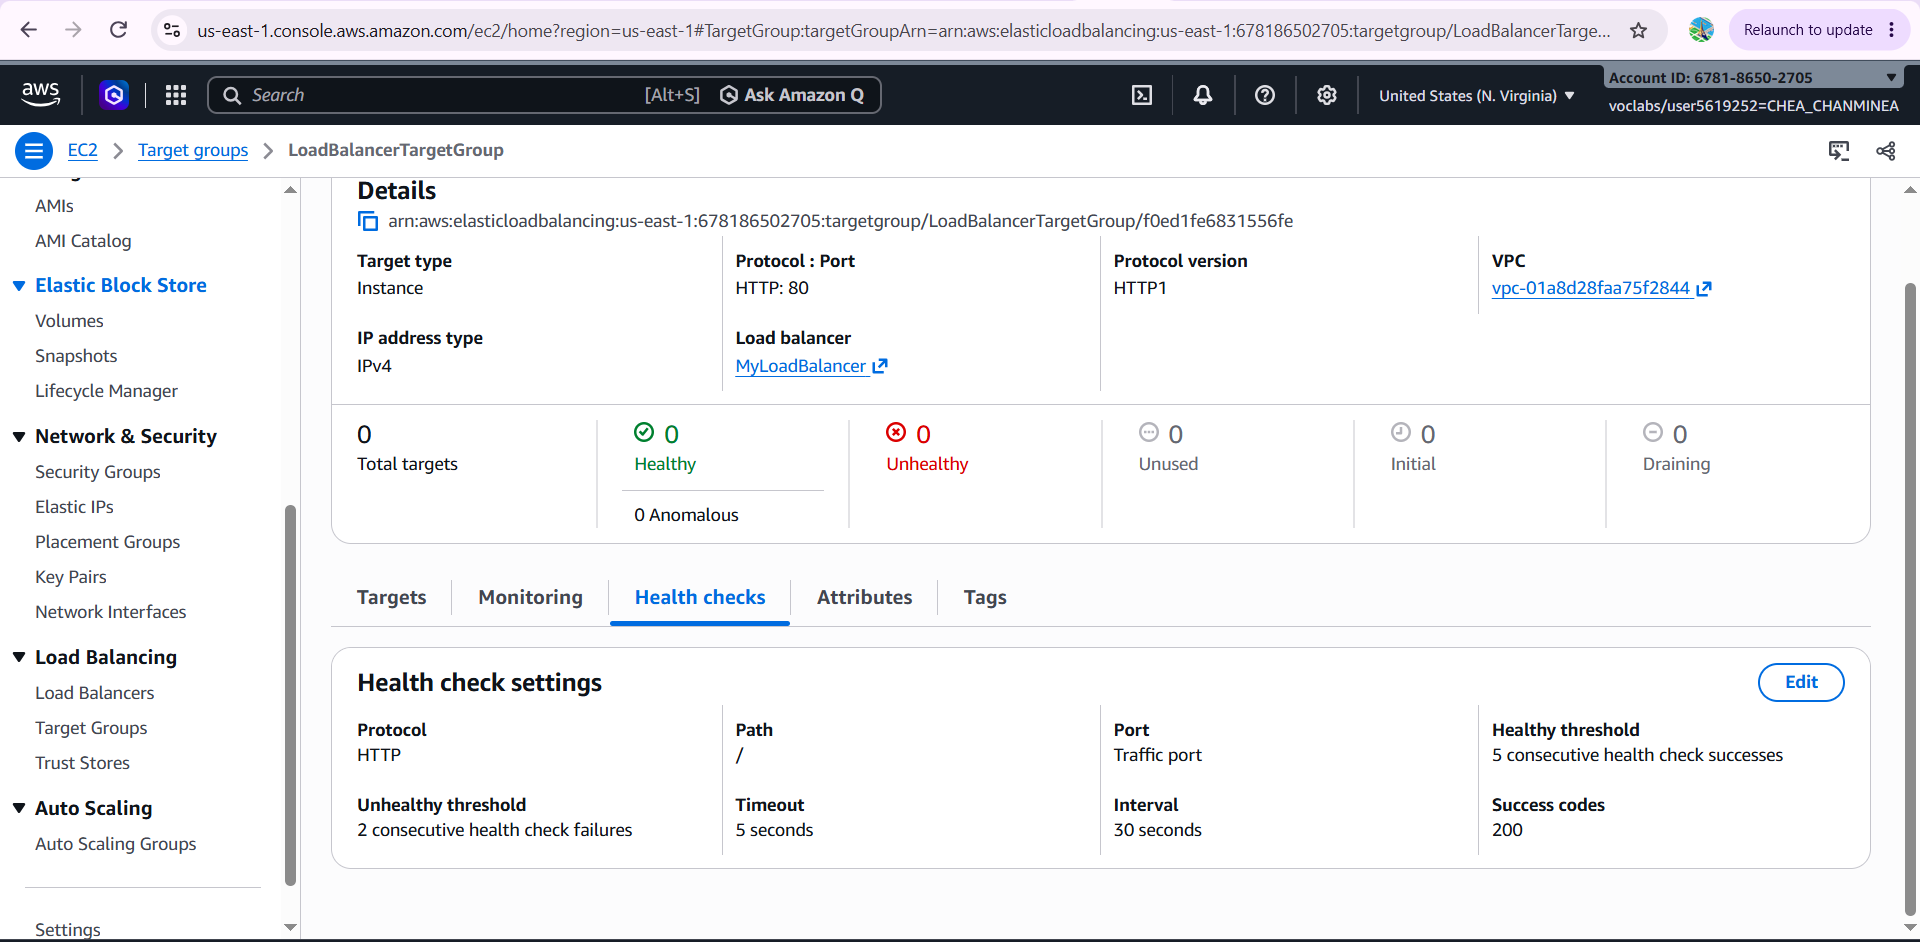 us-east-1.console.aws.amazon.com/ec2/home?region=us-east-1#TargetGroup:targetGroupArn=arn:aws:elasticloadbalancing:us-east-1:678186502705:targetgroup/LoadBalancerTarge...
Relaunch to update
aws
Search
[Alt+S]
Ask Amazon Q
United States (N. Virginia)
Account ID: 6781-8650-2705
voclabs/user5619252=CHEA_CHANMINEA
EC2
Target groups
LoadBalancerTargetGroup
AMIs
AMI Catalog
Elastic Block Store
Volumes
Snapshots
Lifecycle Manager
Network & Security
Security Groups
Elastic IPs
Placement Groups
Key Pairs
Network Interfaces
Load Balancing
Load Balancers
Target Groups
Trust Stores
Auto Scaling
Auto Scaling Groups
Settings
Details
arn:aws:elasticloadbalancing:us-east-1:678186502705:targetgroup/LoadBalancerTargetGroup/f0ed1fe6831556fe
Target type
Instance
Protocol : Port
HTTP: 80
Protocol version
HTTP1
VPC
vpc-01a8d28faa75f2844
IP address type
IPv4
Load balancer
MyLoadBalancer
0
Total targets
0
Healthy
0 Anomalous
0
Unhealthy
0
Unused
0
Initial
0
Draining
Targets
Monitoring
Health checks
Attributes
Tags
Health check settings
Edit
Protocol
HTTP
Path
/
Port
Traffic port
Healthy threshold
5 consecutive health check successes
Unhealthy threshold
2 consecutive health check failures
Timeout
5 seconds
Interval
30 seconds
Success codes
200